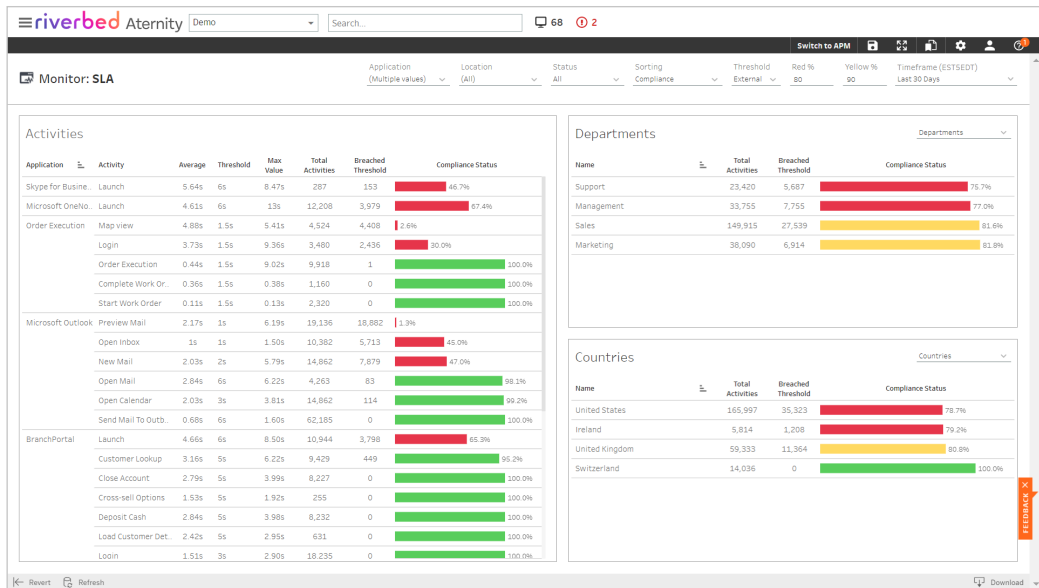 riverbed Aternity Demo Search... 68 2
Switch to APM 1
Monitor: SLA
Application Location Status Sorting Threshold Red % Yellow % Timeframe (ESTSEDT)
(Multiple values) (All) All Compliance External 80 90 Last 30 Days
Activities
Application Activity Average Threshold Max Value Total Activities Breached Threshold Compliance Status
Skype for Busine.. Launch 5.64s 6s 8.47s 287 153 46.7%
Microsoft OneNo.. Launch 4.61s 6s 13s 12,208 3,979 67.4%
Order Execution Map view 4.88s 1.5s 5.41s 4,524 4,408 2.6%
Login 3.73s 1.5s 9.36s 3,480 2,436 30.0%
Order Execution 0.44s 1.5s 9.02s 9,918 1 100.0%
Complete Work Or.. 0.36s 1.5s 0.38s 1,160 0 100.0%
Start Work Order 0.11s 1.5s 0.13s 2,320 0 100.0%
Microsoft Outlook Preview Mail 2.17s 1s 6.19s 19,136 18,882 1.3%
Open Inbox 1s 1s 1.50s 10,382 5,713 45.0%
New Mail 2.03s 2s 5.79s 14,862 7,879 47.0%
Open Mail 2.84s 6s 6.22s 4,263 83 98.1%
Open Calendar 2.03s 3s 3.81s 14,862 114 99.2%
Send Mail To Outb.. 0.68s 6s 1.60s 62,185 0 100.0%
BranchPortal Launch 4.66s 6s 8.50s 10,944 3,798 65.3%
Customer Lookup 3.16s 5s 6.22s 9,429 449 95.2%
Close Account 2.79s 5s 3.99s 8,227 0 100.0%
Cross-sell Options 1.53s 5s 1.92s 255 0 100.0%
Deposit Cash 2.84s 5s 3.98s 8,232 0 100.0%
Load Customer Det.. 2.42s 5s 2.95s 631 0 100.0%
Login 1.51s 3s 2.90s 18,235 0 100.0%
Departments Departments
Name Total Activities Breached Threshold Compliance Status
Support 23,420 5,687 75.7%
Management 33,755 7,755 77.0%
Sales 149,915 27,539 81.6%
Marketing 38,090 6,914 81.8%
Countries Countries
Name Total Activities Breached Threshold Compliance Status
United States 165,997 35,323 78.7%
Ireland 5,814 1,208 79.2%
United Kingdom 59,333 11,364 80.8%
Switzerland 14,036 0 100.0%
FEEDBACK
Revert Refresh Download